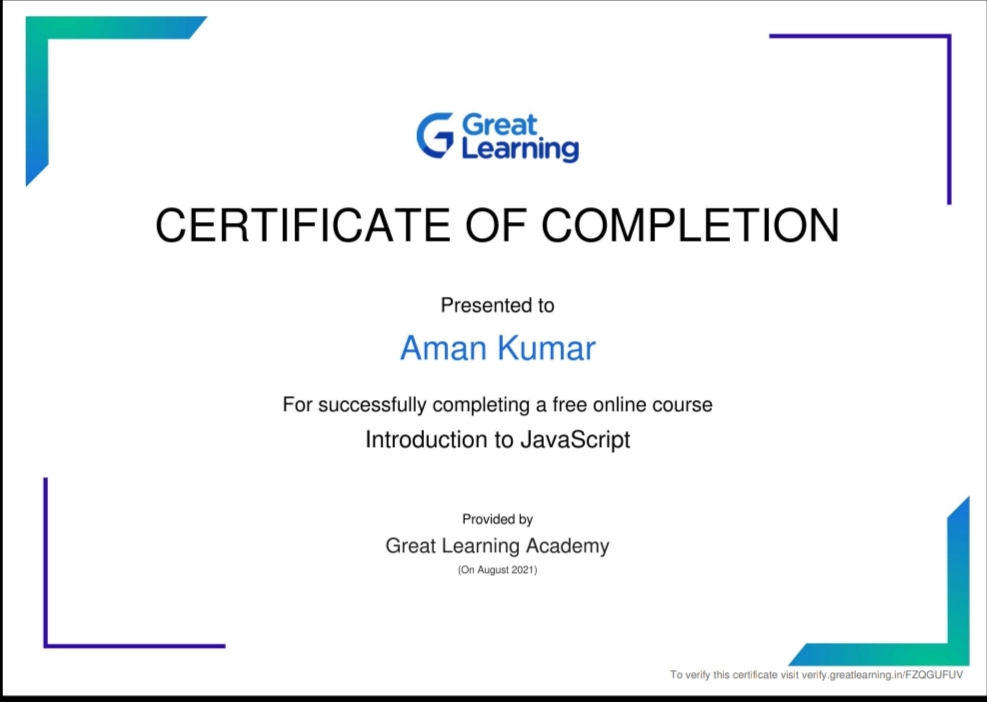 Great
Learning
CERTIFICATE OF COMPLETION
Presented to
Aman Kumar
For successfully completing a free online course
Introduction to JavaScript
Provided by
Great Learning Academy
(On August 2021)
To verify this certificate visit verify.greatlearning.in/FZQGUFUV